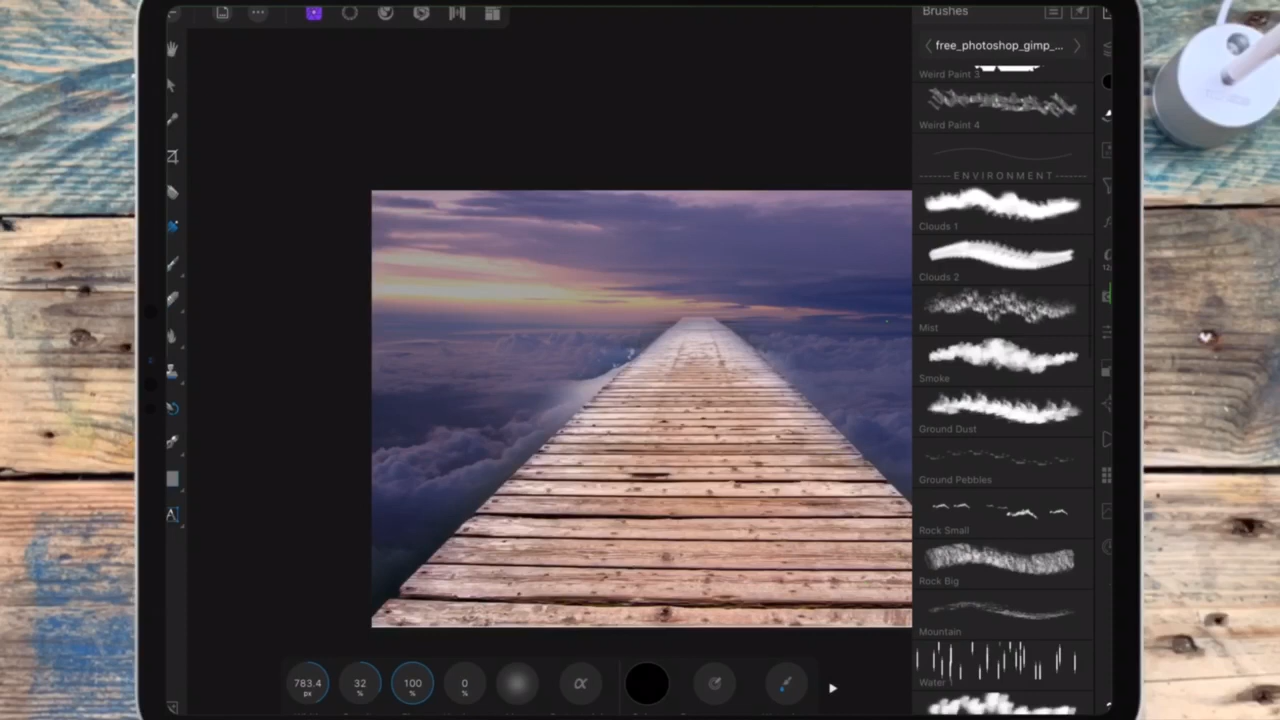 Brushes
free_photoshop_gimp_...
Weird Paint 3
Weird Paint 4
------- ENVIRONMENT -------
Clouds 1
Clouds 2
Mist
Smoke
Ground Dust
Ground Pebbles
Rock Small
Rock Big
Mountain
Water 1
783.4
px
32
%
100
%
0
%
α
A